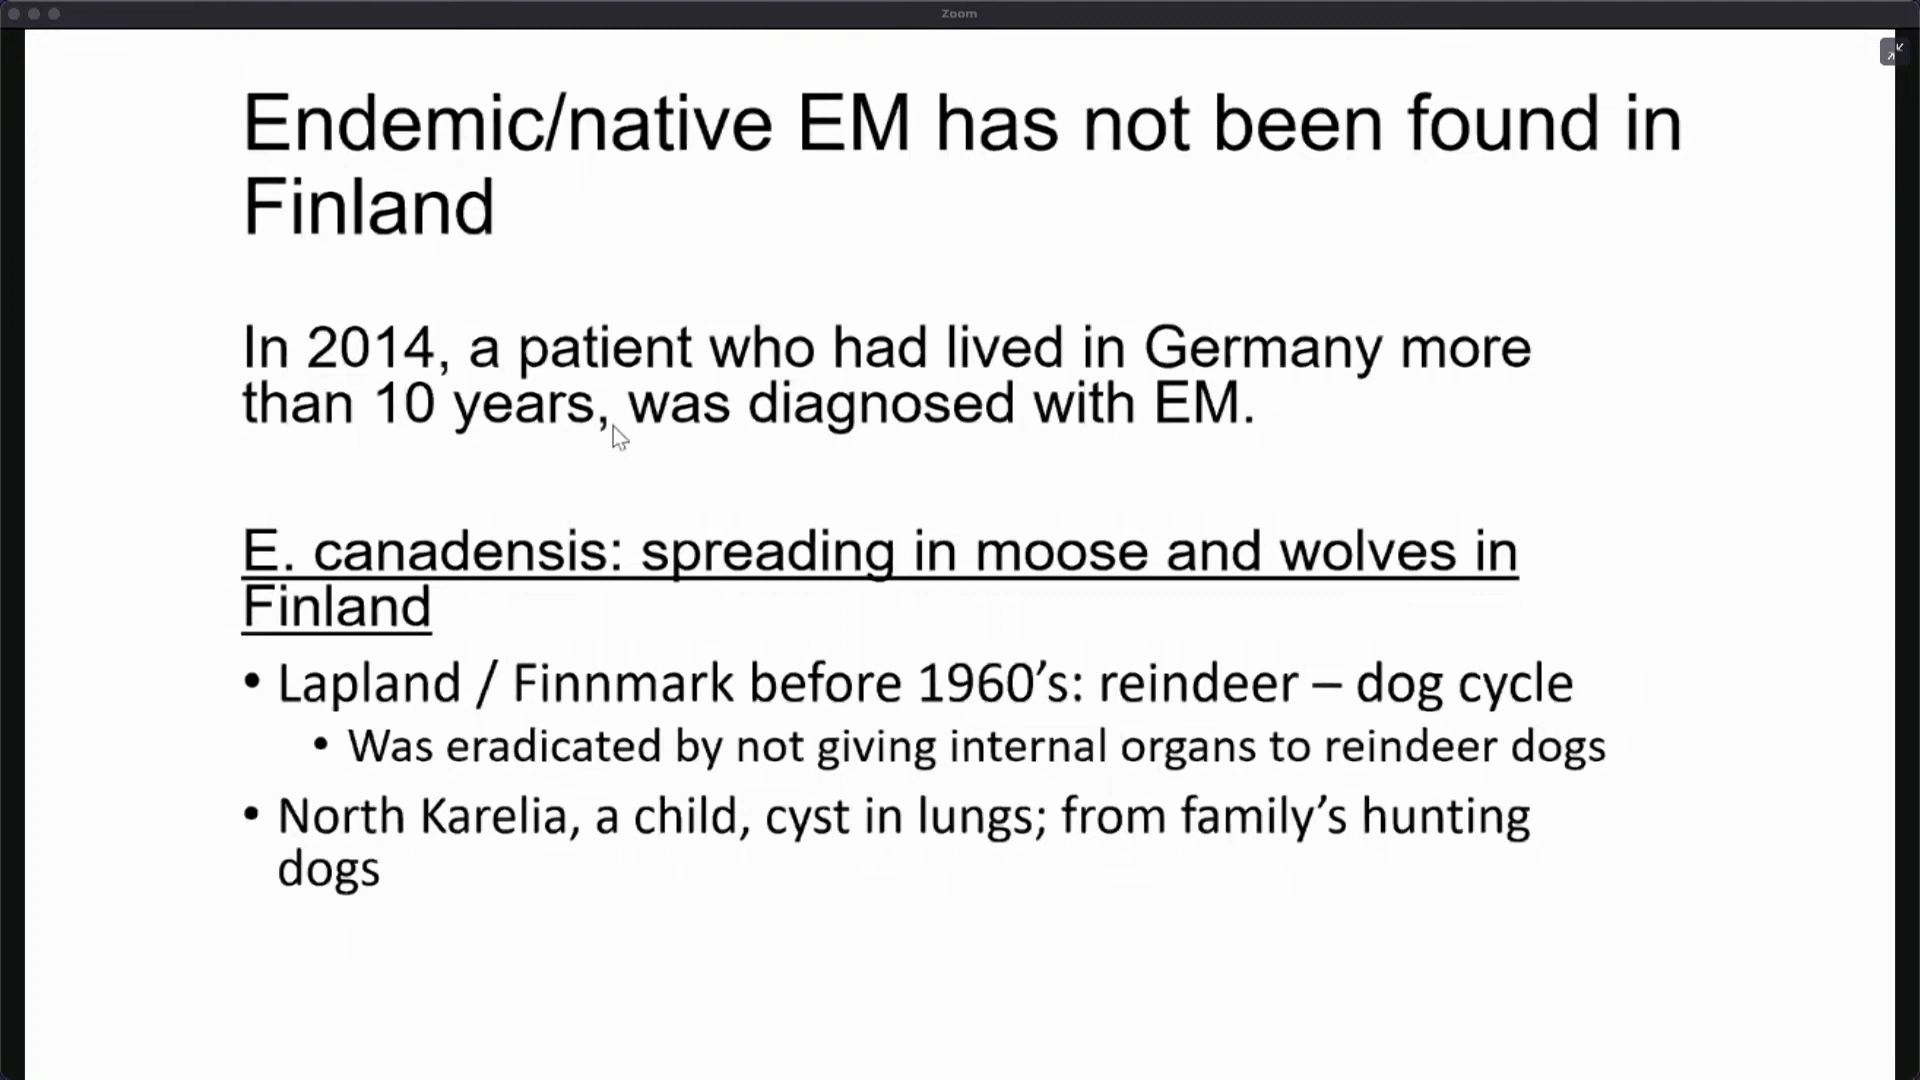 Zoom
Endemic/native EM has not been found in
Finland
In 2014, a patient who had lived in Germany more
than 10 years, was diagnosed with EM.
E. canadensis: spreading in moose and wolves in
Finland
• Lapland / Finnmark before 1960’s: reindeer – dog cycle
• Was eradicated by not giving internal organs to reindeer dogs
• North Karelia, a child, cyst in lungs; from family’s hunting
dogs